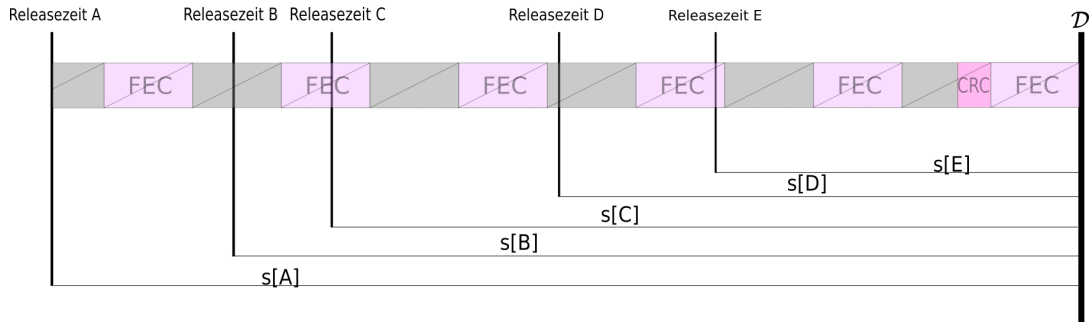 Releasezeit A Releasezeit B Releasezeit C Releasezeit D Releasezeit E 𝒟
FEC FEC FEC FEC FEC CRC FEC
s[E]
s[D]
s[C]
s[B]
s[A]